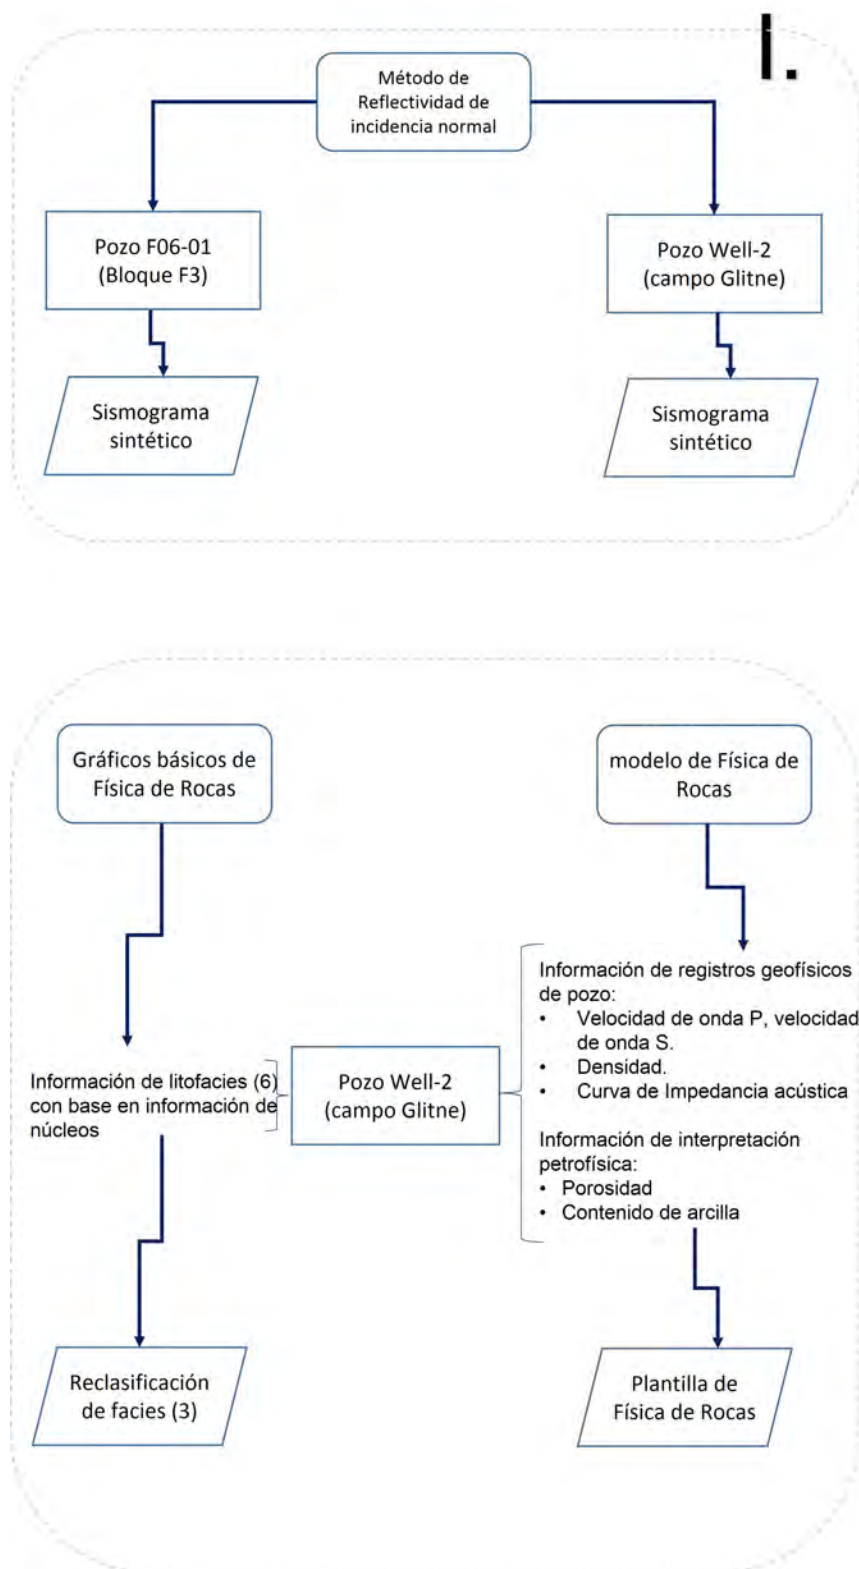 I.
Método de
Reflectividad de
incidencia normal
Pozo F06-01
(Bloque F3)
Pozo Well-2
(campo Glitne)
Sismograma
sintético
Sismograma
sintético
Gráficos básicos de
Física de Rocas
modelo de Física de
Rocas
Información de litofacies (6)
con base en información de
núcleos
Pozo Well-2
(campo Glitne)
Información de registros geofísicos
de pozo:
• Velocidad de onda P, velocidad
de onda S.
• Densidad.
• Curva de Impedancia acústica
Información de interpretación
petrofísica:
• Porosidad
• Contenido de arcilla
Reclasificación
de facies (3)
Plantilla de
Física de Rocas